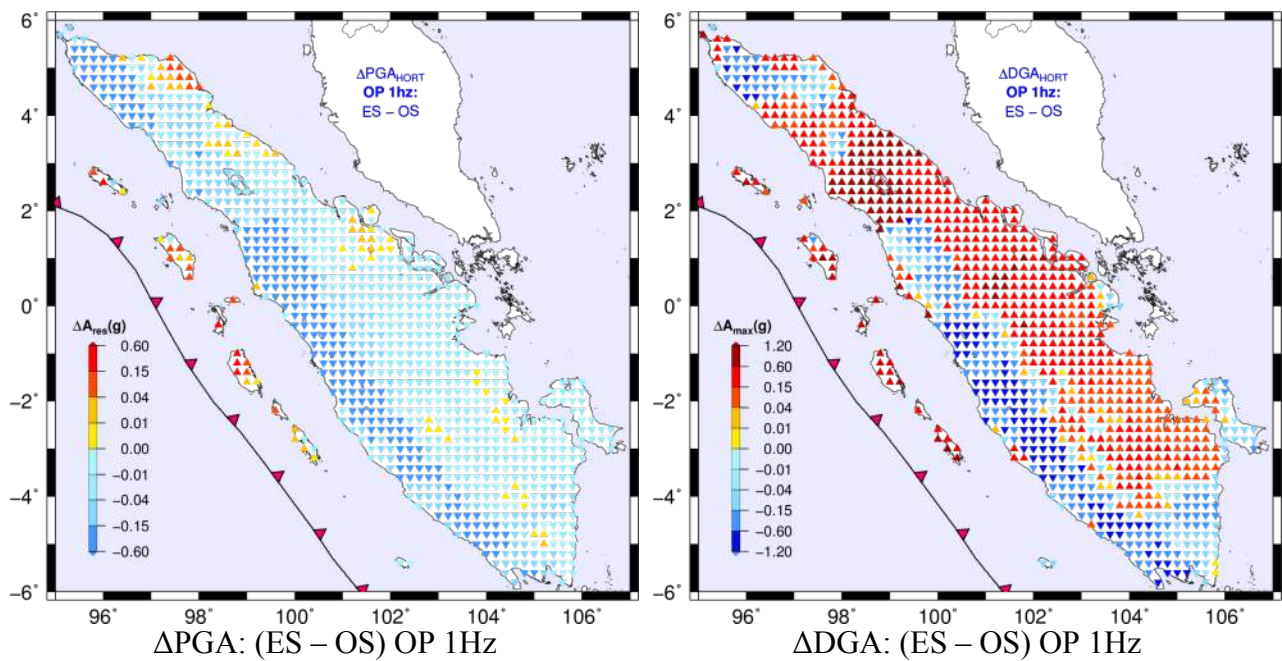 6˚
4˚
2˚
0˚
−2˚
−4˚
−6˚
ΔPGA_HORT
OP 1hz:
ES – OS
ΔA_res(g)
0.60
0.15
0.04
0.01
0.00
−0.01
−0.04
−0.15
−0.60
96˚ 98˚ 100˚ 102˚ 104˚ 106˚
ΔPGA: (ES – OS) OP 1Hz
6˚
4˚
2˚
0˚
−2˚
−4˚
−6˚
ΔDGA_HORT
OP 1hz:
ES – OS
ΔA_max(g)
1.20
0.60
0.15
0.04
0.01
0.00
−0.01
−0.04
−0.15
−0.60
−1.20
96˚ 98˚ 100˚ 102˚ 104˚ 106˚
ΔDGA: (ES – OS) OP 1Hz